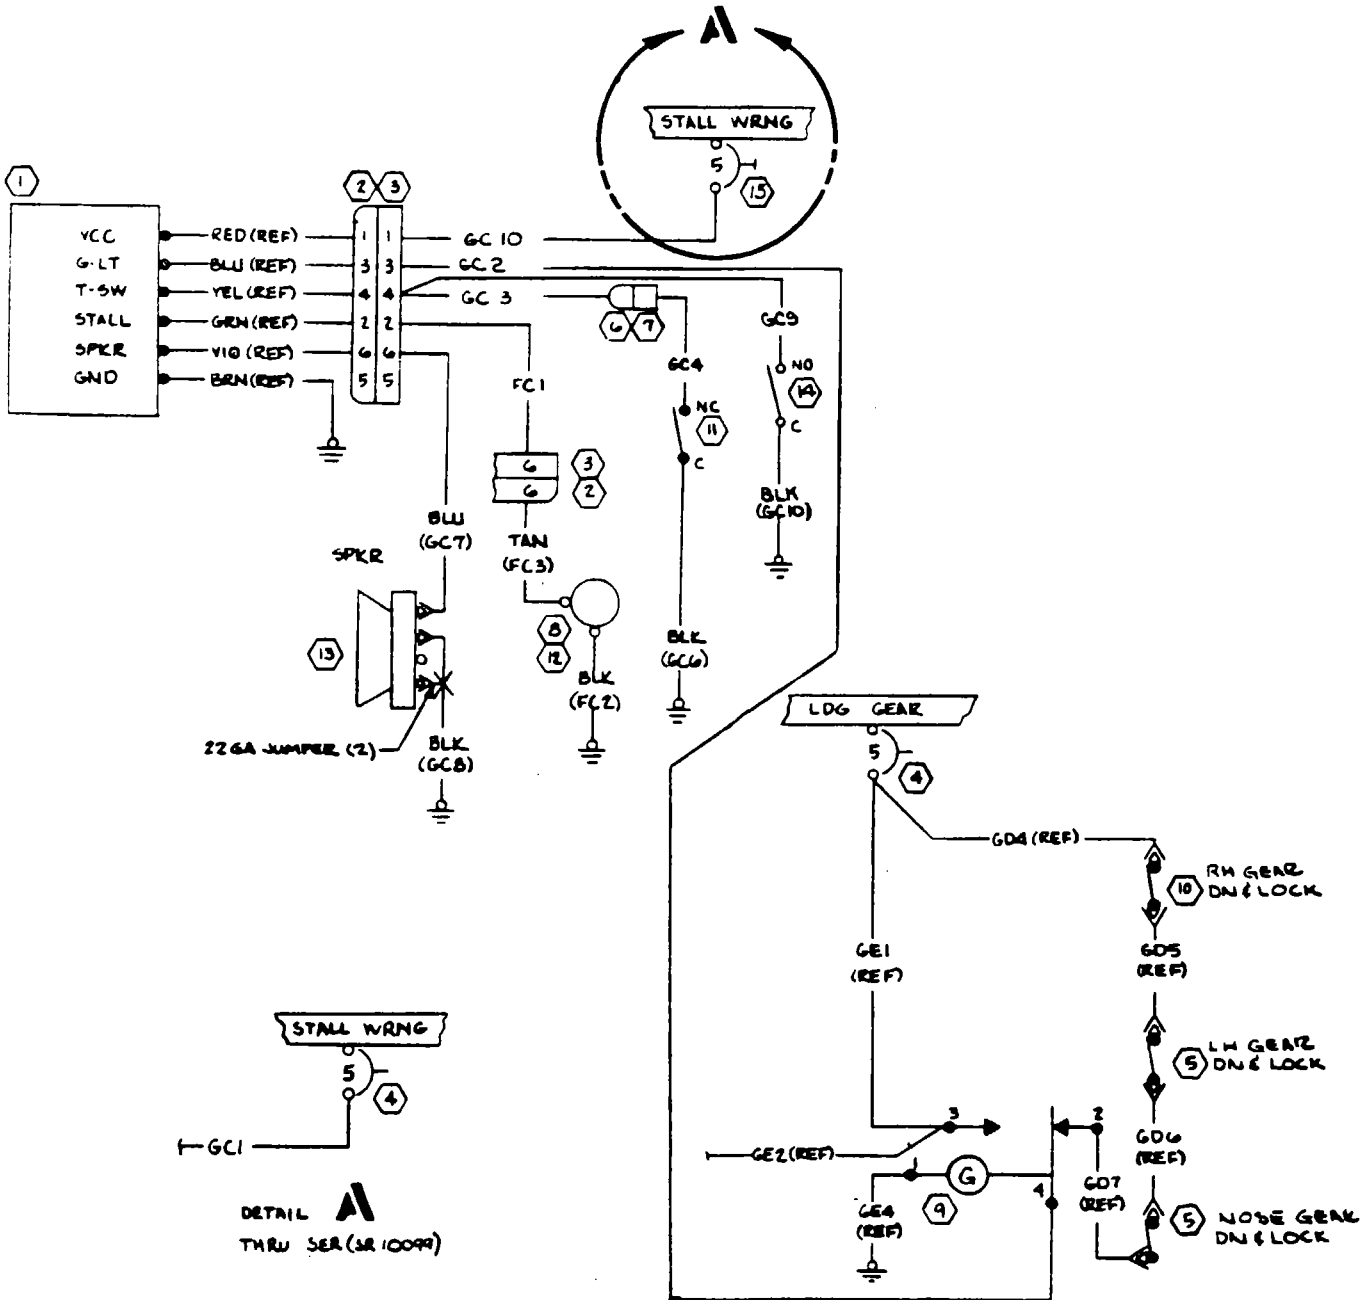 A
STALL WRNG
5
15
1
2 3
VCC RED (REF) 1 1 GC 10
G-LT BLU (REF) 3 3 GC 2
T-SW YEL (REF) 4 4 GC 3
STALL GRN (REF) 2 2
SPKR VIO (REF) 6 6
GND BRN (REF) 5 5
6 7
GC9
NO
14
C
GC4
NC
11
C
FC1
6
6
3
2
BLK
(GC10)
BLU
(GC7)
TAN
(FC3)
SPKR
13
8
12
BLK
(FC2)
BLK
(GC6)
22 GA JUMPER (2)
BLK
(GC8)
LDG GEAR
5
4
GD4 (REF)
10
RH GEAR
DN & LOCK
GD5
(REF)
GE1
(REF)
5
LH GEAR
DN & LOCK
STALL WRNG
5
4
GC1
DETAIL A
THRU SER (SR 10099)
3
2
GE2 (REF)
1
G
9
4
GE4
(REF)
GD7
(REF)
GD6
(REF)
5
NOSE GEAR
DN & LOCK